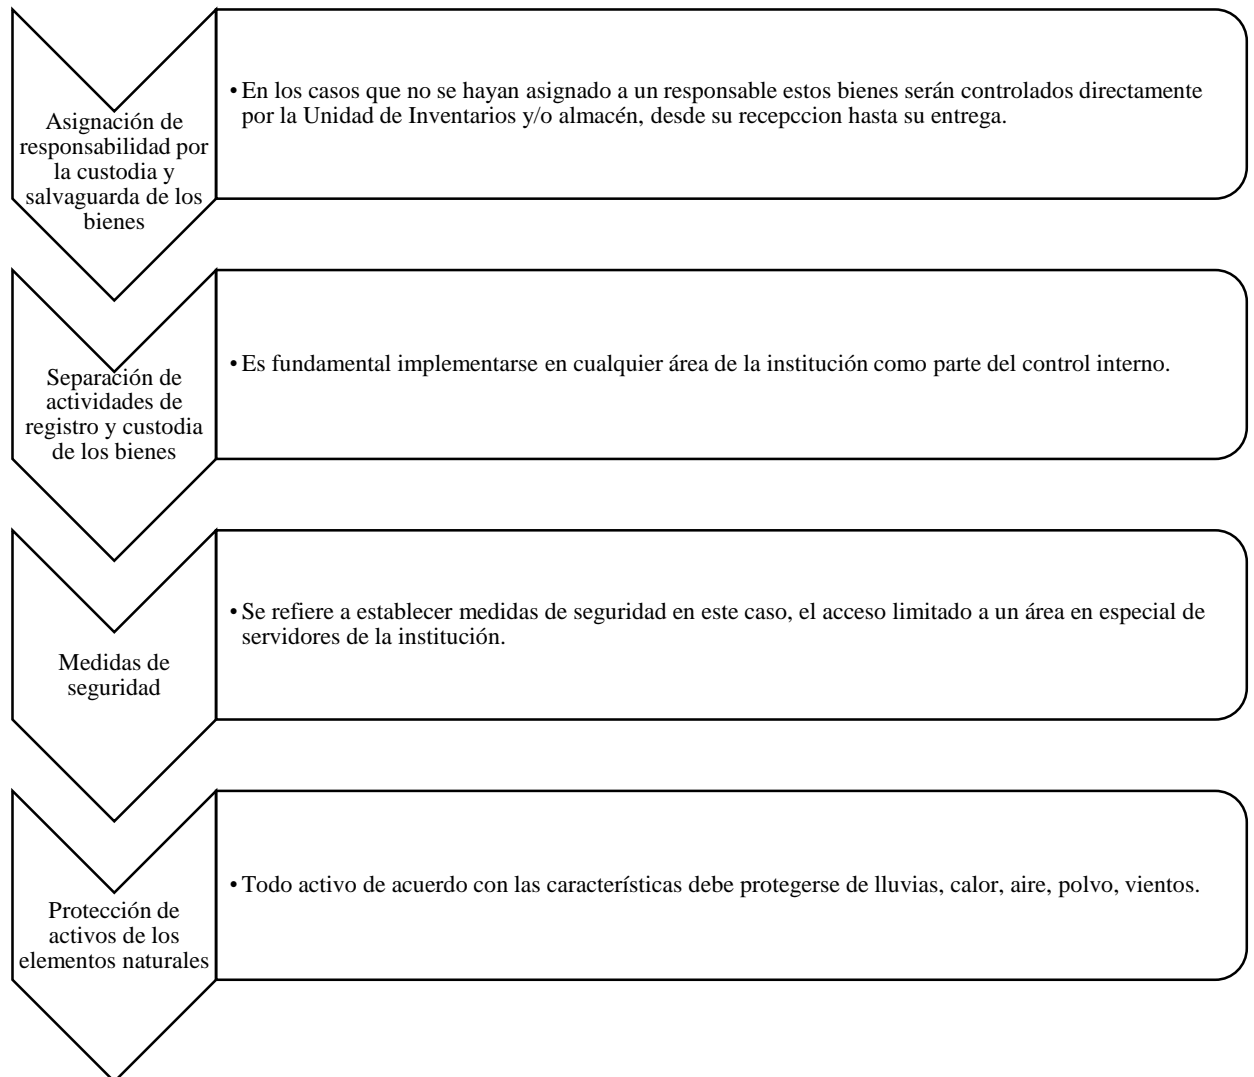 Asignación de
responsabilidad por
la custodia y
salvaguarda de los
bienes
• En los casos que no se hayan asignado a un responsable estos bienes serán controlados directamente
por la Unidad de Inventarios y/o almacén, desde su recepccion hasta su entrega.
Separación de
actividades de
registro y custodia
de los bienes
• Es fundamental implementarse en cualquier área de la institución como parte del control interno.
Medidas de
seguridad
• Se refiere a establecer medidas de seguridad en este caso, el acceso limitado a un área en especial de
servidores de la institución.
Protección de
activos de los
elementos naturales
• Todo activo de acuerdo con las características debe protegerse de lluvias, calor, aire, polvo, vientos.